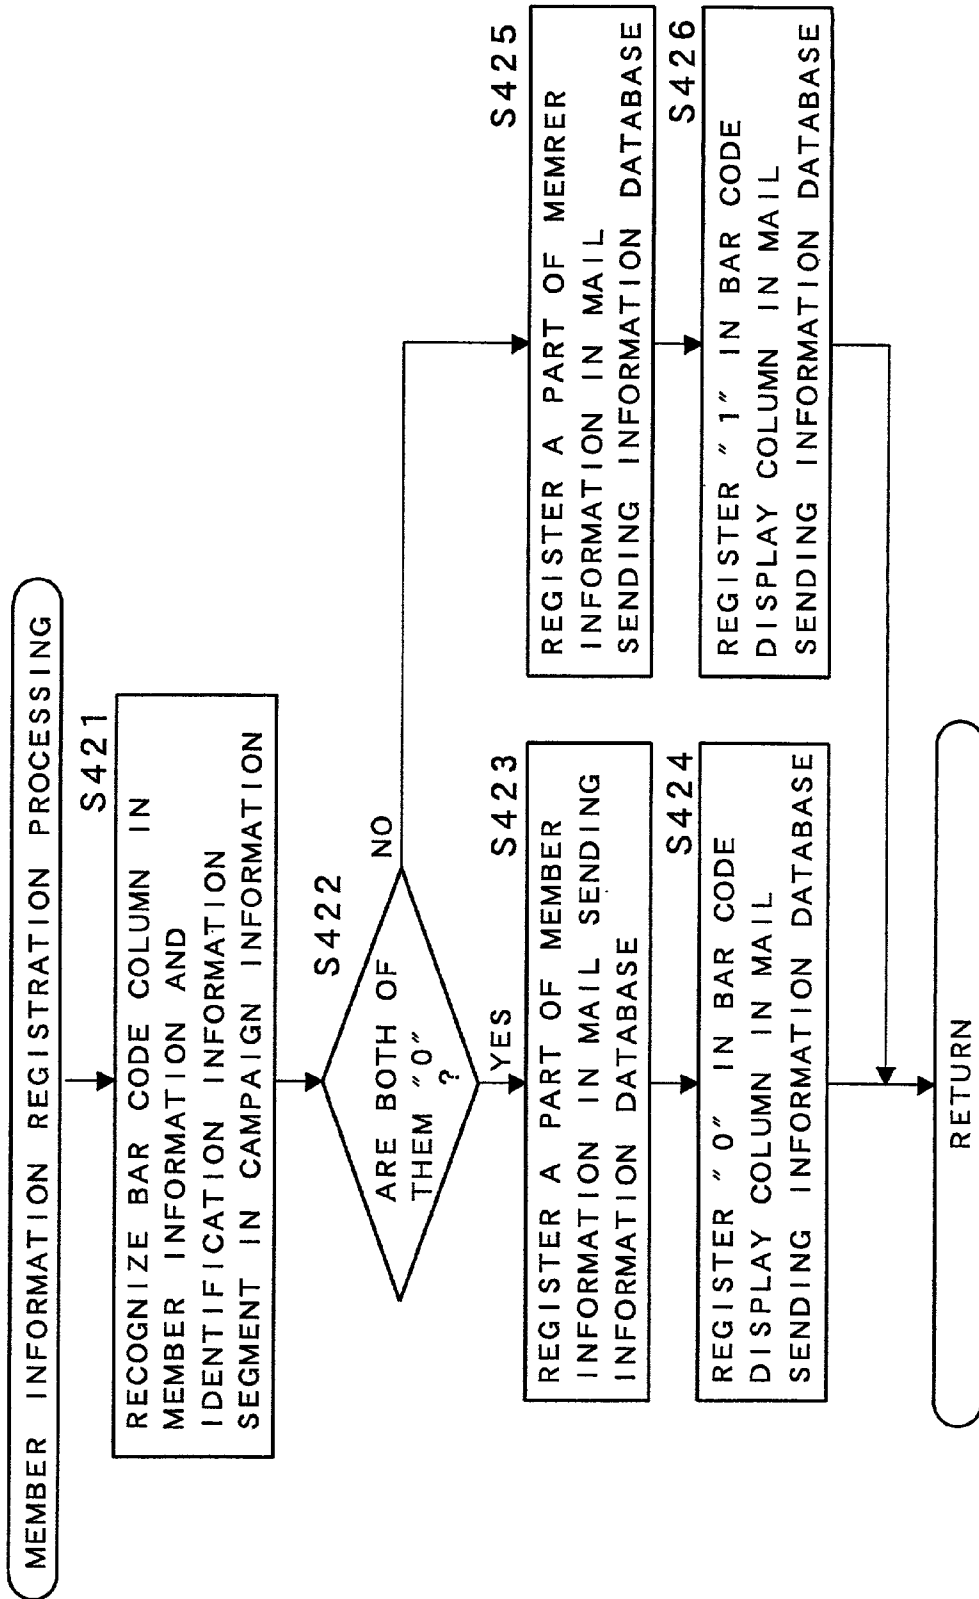 MEMBER INFORMATION REGISTRATION PROCESSING
S421
RECOGNIZE BAR CODE COLUMN IN
MEMBER INFORMATION AND
IDENTIFICATION INFORMATION
SEGMENT IN CAMPAIGN INFORMATION
S422
ARE BOTH OF
THEM "0"
?
NO
YES
S423
REGISTER A PART OF MEMBER
INFORMATION IN MAIL SENDING
INFORMATION DATABASE
S424
REGISTER "0" IN BAR CODE
DISPLAY COLUMN IN MAIL
SENDING INFORMATION DATABASE
S425
REGISTER A PART OF MEMRER
INFORMATION IN MAIL
SENDING INFORMATION DATABASE
S426
REGISTER "1" IN BAR CODE
DISPLAY COLUMN IN MAIL
SENDING INFORMATION DATABASE
RETURN